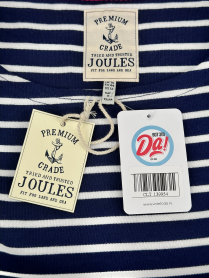 PREMIUM
GRADE
TRIED AND TRUSTED
JOULES
FIT FOR LAND AND SEA
PREMIUM
GRADE
TRIED AND TRUSTED
JOULES
FIT FOR LAND AND SEA
Da!